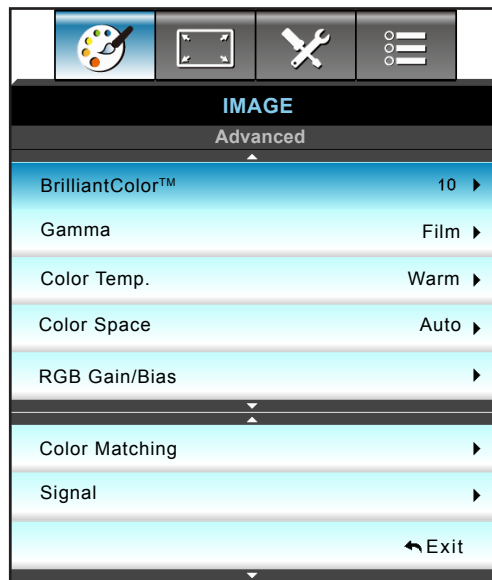 IMAGE
Advanced
BrilliantColor™ 10
Gamma Film
Color Temp. Warm
Color Space Auto
RGB Gain/Bias
Color Matching
Signal
Exit